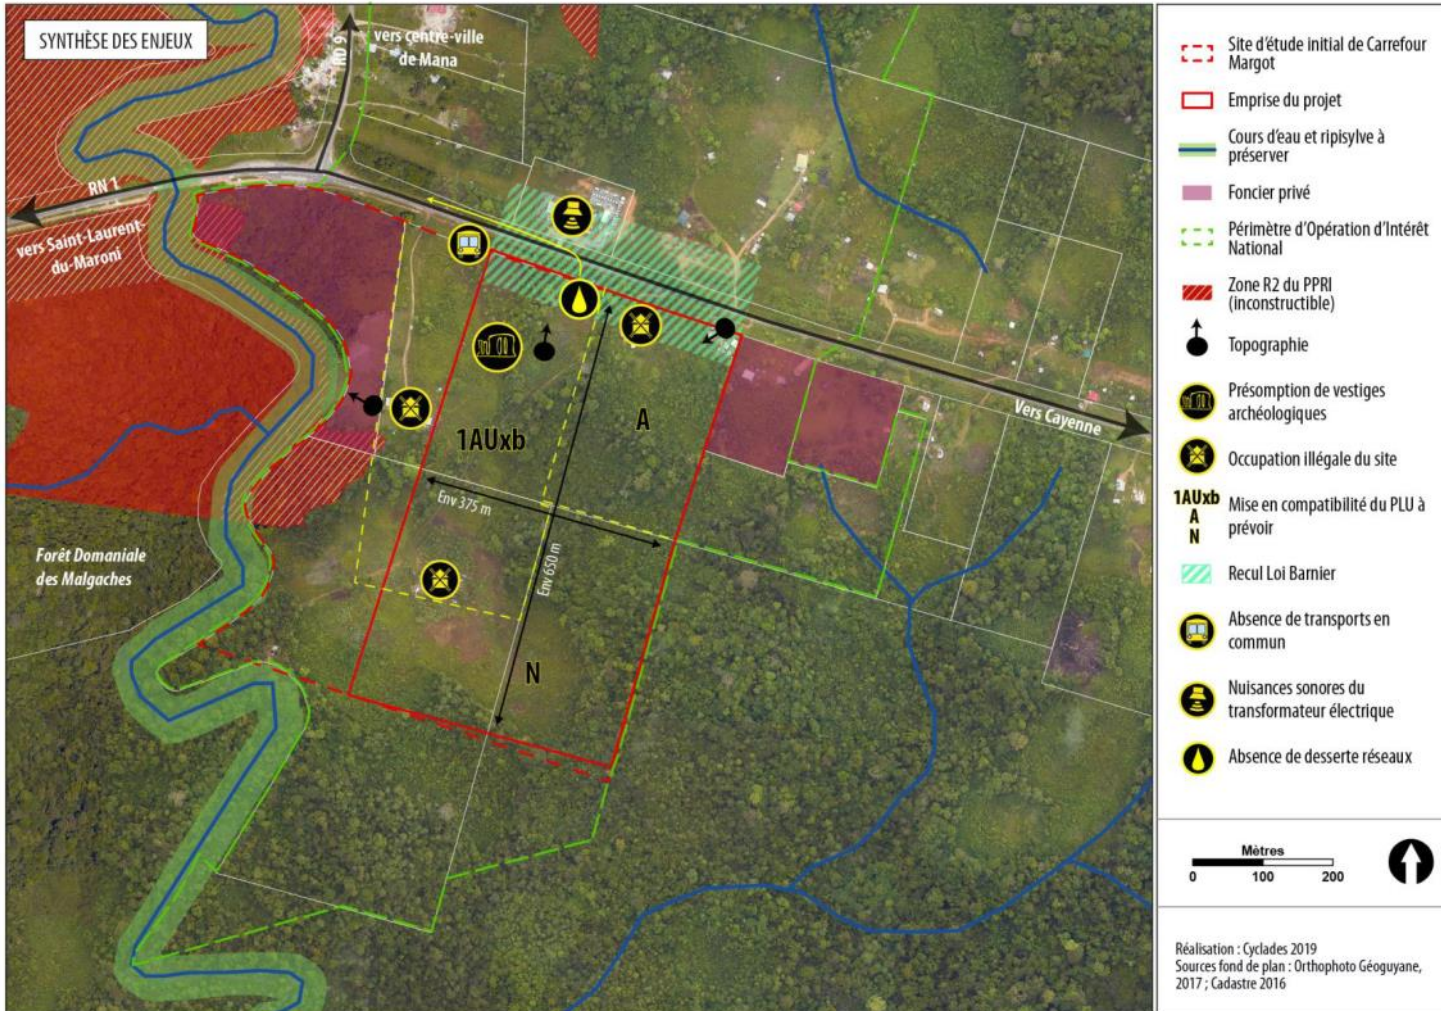 SYNTHÈSE DES ENJEUX
RD 9
vers centre-ville
de Mana
RN 1
vers Saint-Laurent-
du-Maroni
Vers Cayenne
1AUxb
A
Env 375 m
Env 650 m
N
Forêt Domaniale
des Malgaches
Site d'étude initial de Carrefour
Margot
Emprise du projet
Cours d'eau et ripisylve à
préserver
Foncier privé
Périmètre d'Opération d'Intérêt
National
Zone R2 du PPRI
(inconstructible)
Topographie
Présomption de vestiges
archéologiques
Occupation illégale du site
1AUxb
A
N
Mise en compatibilité du PLU à
prévoir
Recul Loi Barnier
Absence de transports en
commun
Nuisances sonores du
transformateur électrique
Absence de desserte réseaux
Mètres
0 100 200
Réalisation : Cyclades 2019
Sources fond de plan : Orthophoto Géoguyane,
2017 ; Cadastre 2016